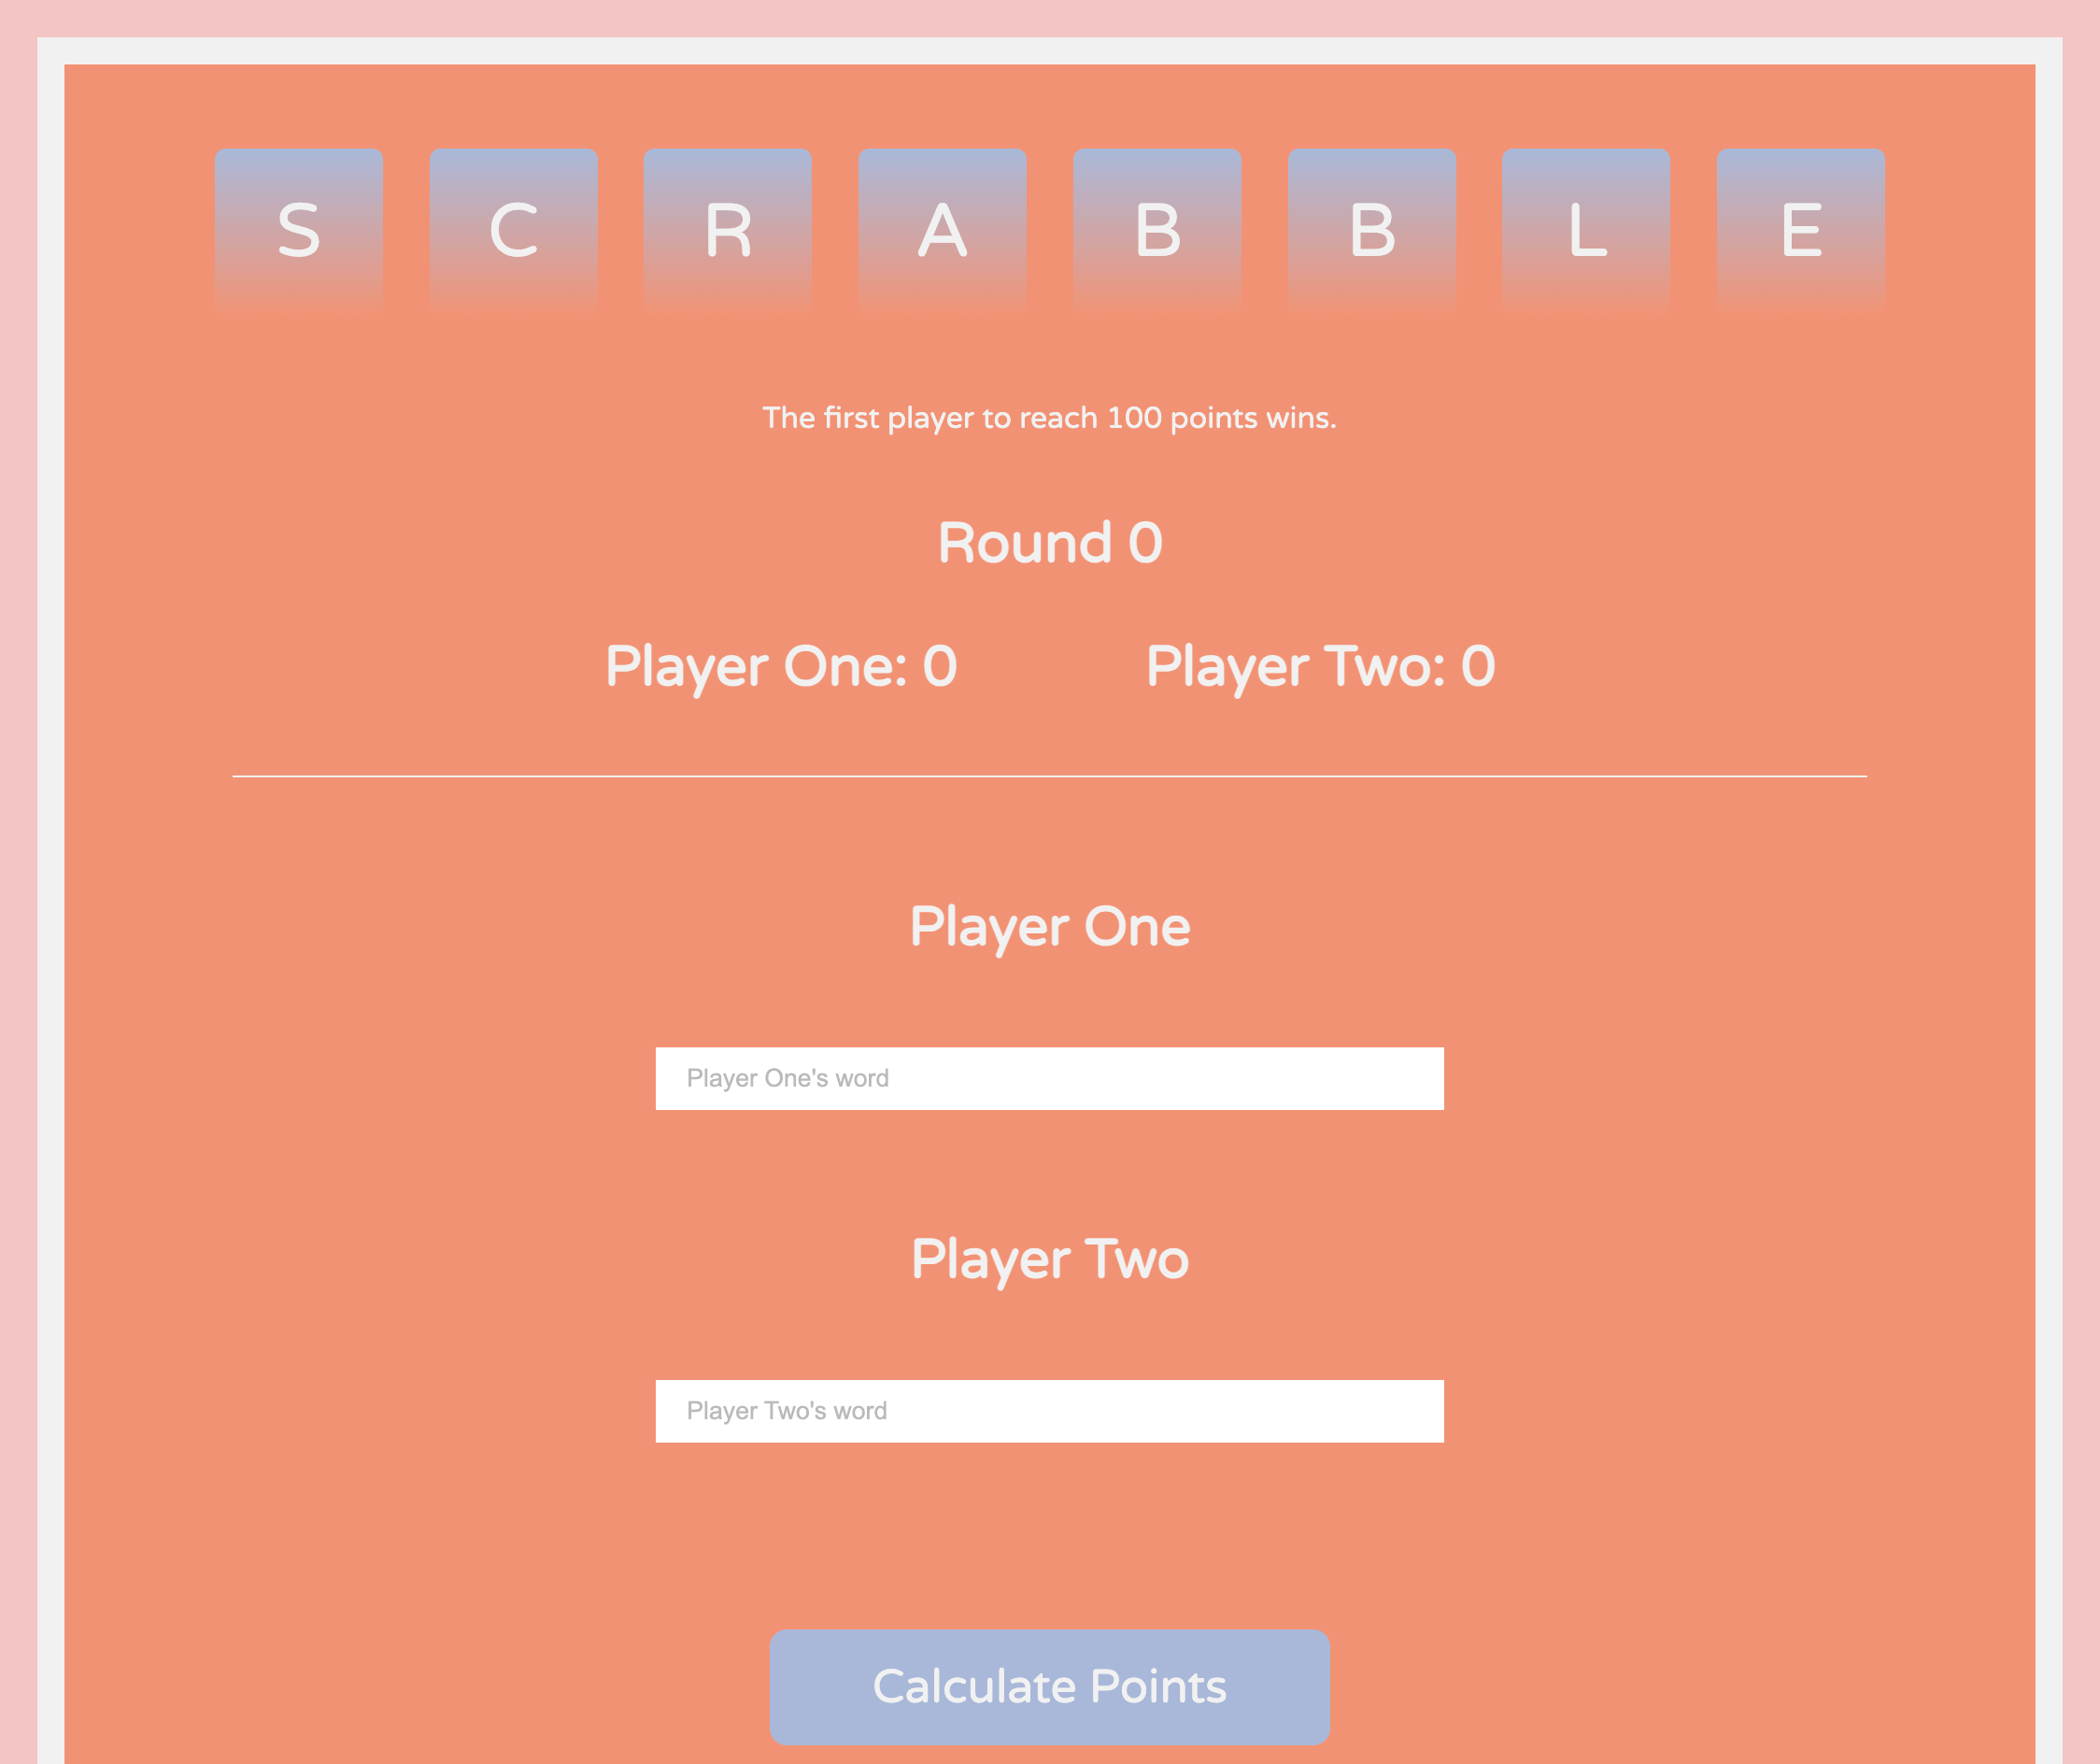 S C R A B B L E
The first player to reach 100 points wins.
Round 0
Player One: 0 Player Two: 0
Player One
Player One's word
Player Two
Player Two's word
Calculate Points